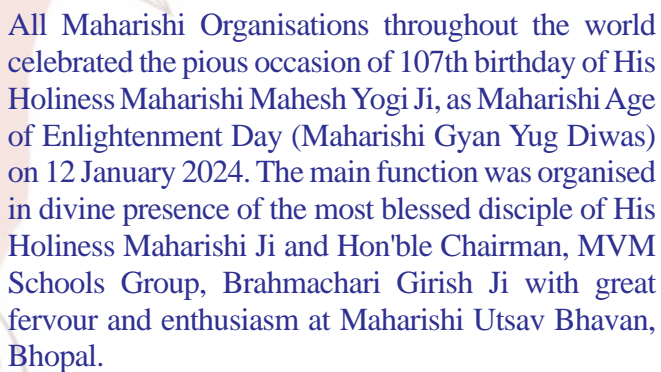 All Maharishi Organisations throughout the world
celebrated the pious occasion of 107th birthday of His
Holiness Maharishi Mahesh Yogi Ji, as Maharishi Age
of Enlightenment Day (Maharishi Gyan Yug Diwas)
on 12 January 2024. The main function was organised
in divine presence of the most blessed disciple of His
Holiness Maharishi Ji and Hon'ble Chairman, MVM
Schools Group, Brahmachari Girish Ji with great
fervour and enthusiasm at Maharishi Utsav Bhavan,
Bhopal.